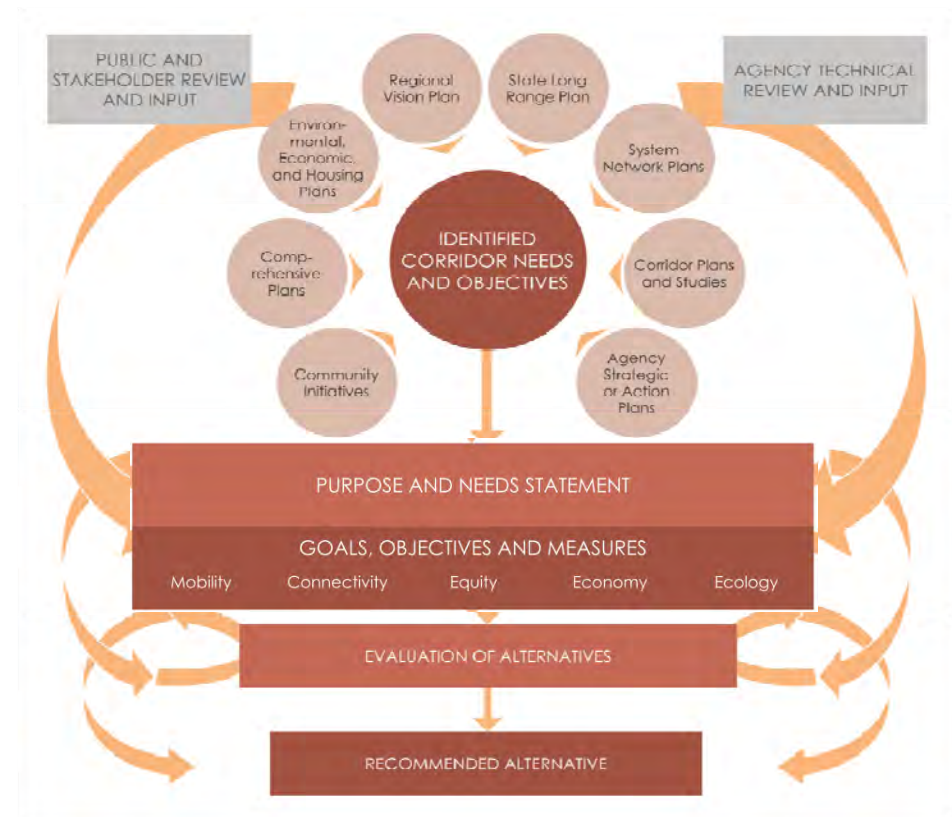 PUBLIC AND
STAKEHOLDER REVIEW
AND INPUT
Regional
Vision Plan
State Long
Range Plan
AGENCY TECHNICAL
REVIEW AND INPUT
Environ-
mental,
Economic,
and Housing
Plans
System
Network Plans
IDENTIFIED
CORRIDOR NEEDS
AND OBJECTIVES
Comp-
rehensive
Plans
Corridor Plans
and Studies
Community
Initiatives
Agency
Strategic
or Action
Plans
PURPOSE AND NEEDS STATEMENT
GOALS, OBJECTIVES AND MEASURES
Mobility Connectivity Equity Economy Ecology
EVALUATION OF ALTERNATIVES
RECOMMENDED ALTERNATIVE